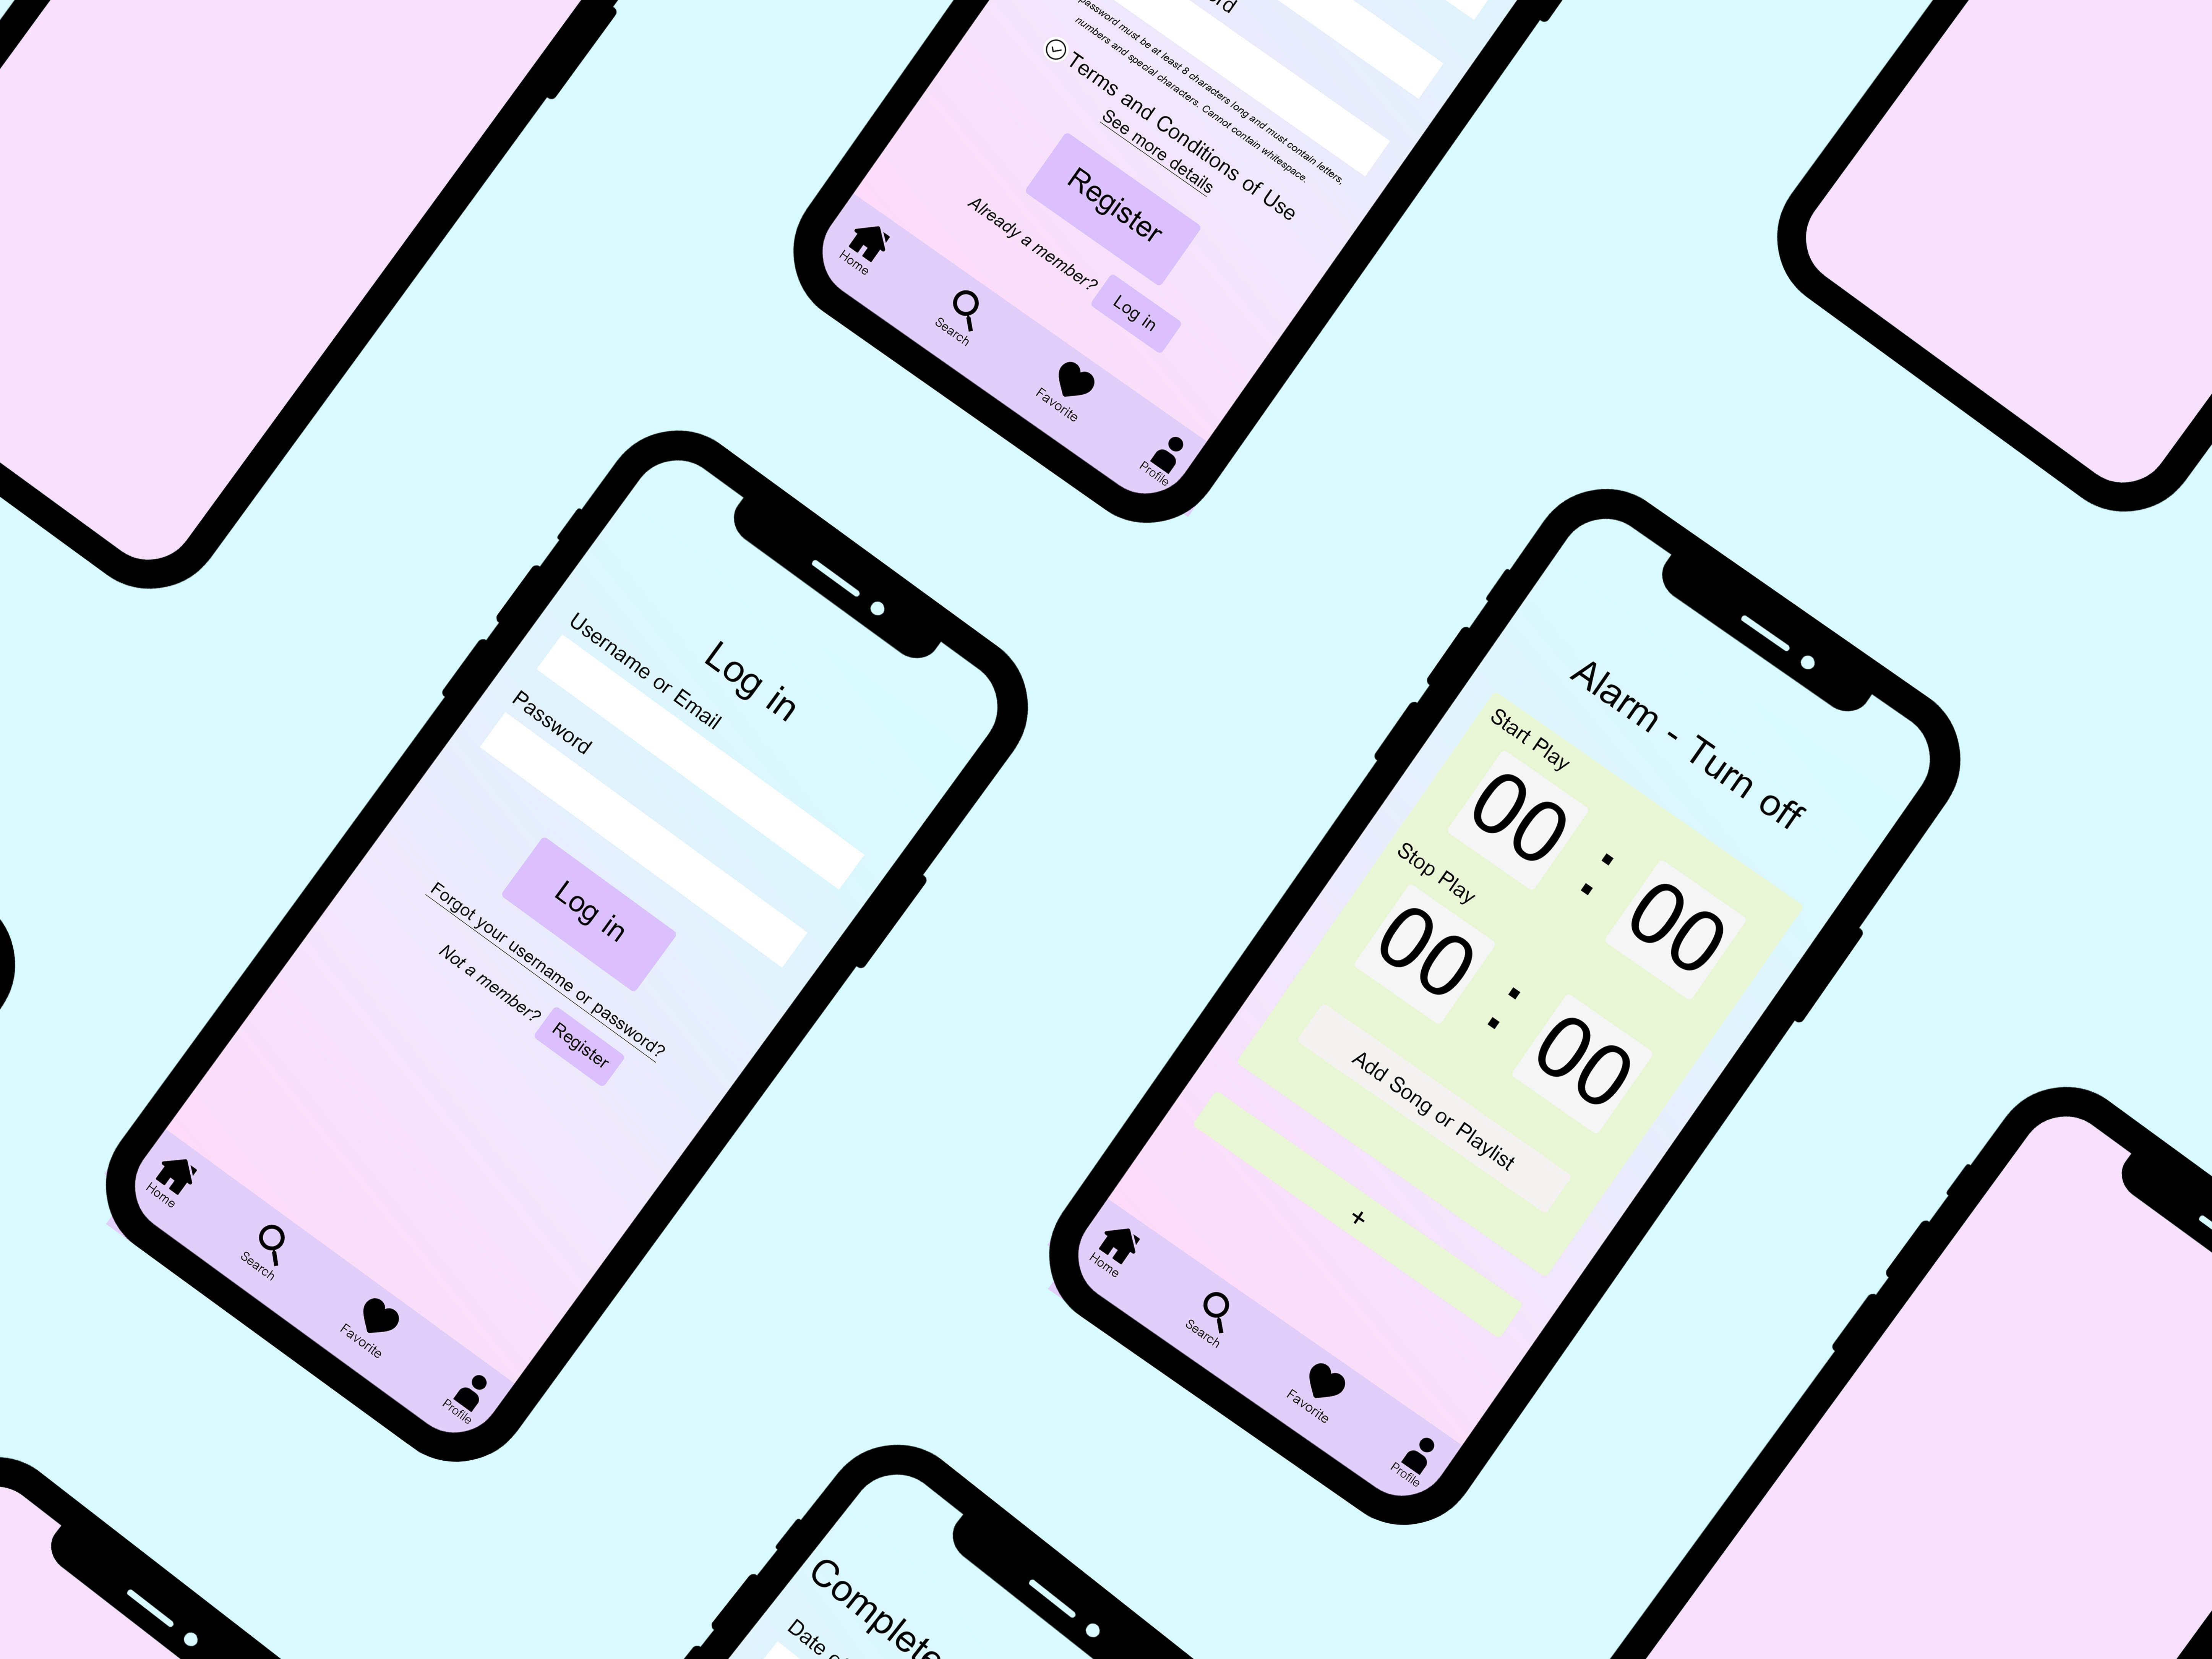 password must be at least 8 characters long and must contain letters,
numbers and special characters. Cannot contain whitespace.
Terms and Conditions of Use
See more details
Register
Already a member?
Log in
Home
Search
Favorite
Profile
Log in
Username or Email
Password
Log in
Forgot your username or password?
Not a member?
Register
Home
Search
Favorite
Profile
Alarm - Turn off
Start Play
00 : 00
Stop Play
00 : 00
Add Song or Playlist
+
Home
Search
Favorite
Profile
Complete
Date